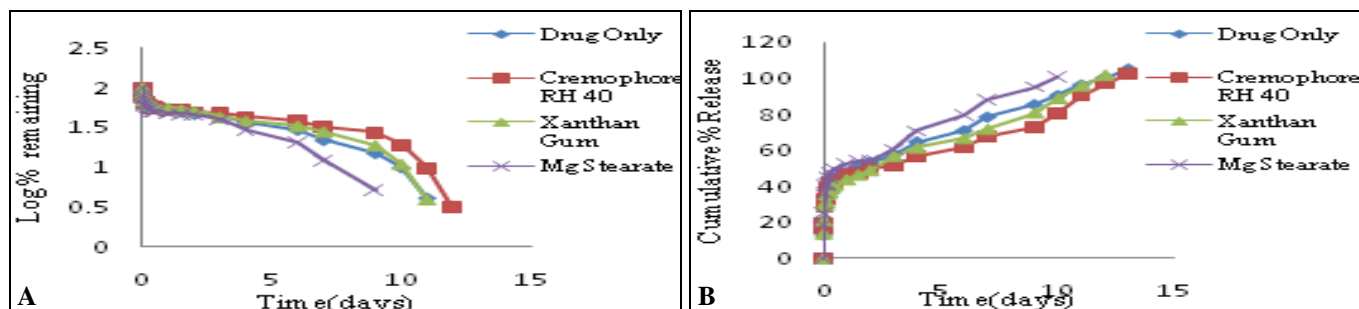 2.5
2
1.5
1
0.5
0
Log% remaining
0
5
10
15
Time(days)
Drug Only
Cremophore
RH 40
Xanthan
Gum
Mg Stearate
A
120
100
80
60
40
20
0
Cumulative % Release
0
5
10
15
Time(days)
Drug Only
Cremophore
RH 40
Xanthan
Gum
Mg Stearate
B